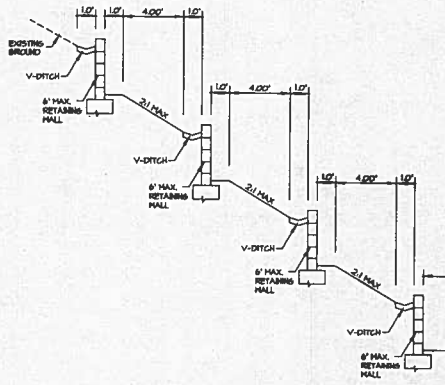 1.0' 1.0' 4.00' 1.0'
EXISTING
GROUND
V-DITCH
6' MAX.
RETAINING
WALL
2:1 MAX
1.0' 4.00' 1.0'
V-DITCH
6' MAX.
RETAINING
WALL
2:1 MAX
1.0' 4.00' 1.0'
V-DITCH
6' MAX.
RETAINING
WALL
2:1 MAX
V-DITCH
6' MAX.
RETAINING
WALL